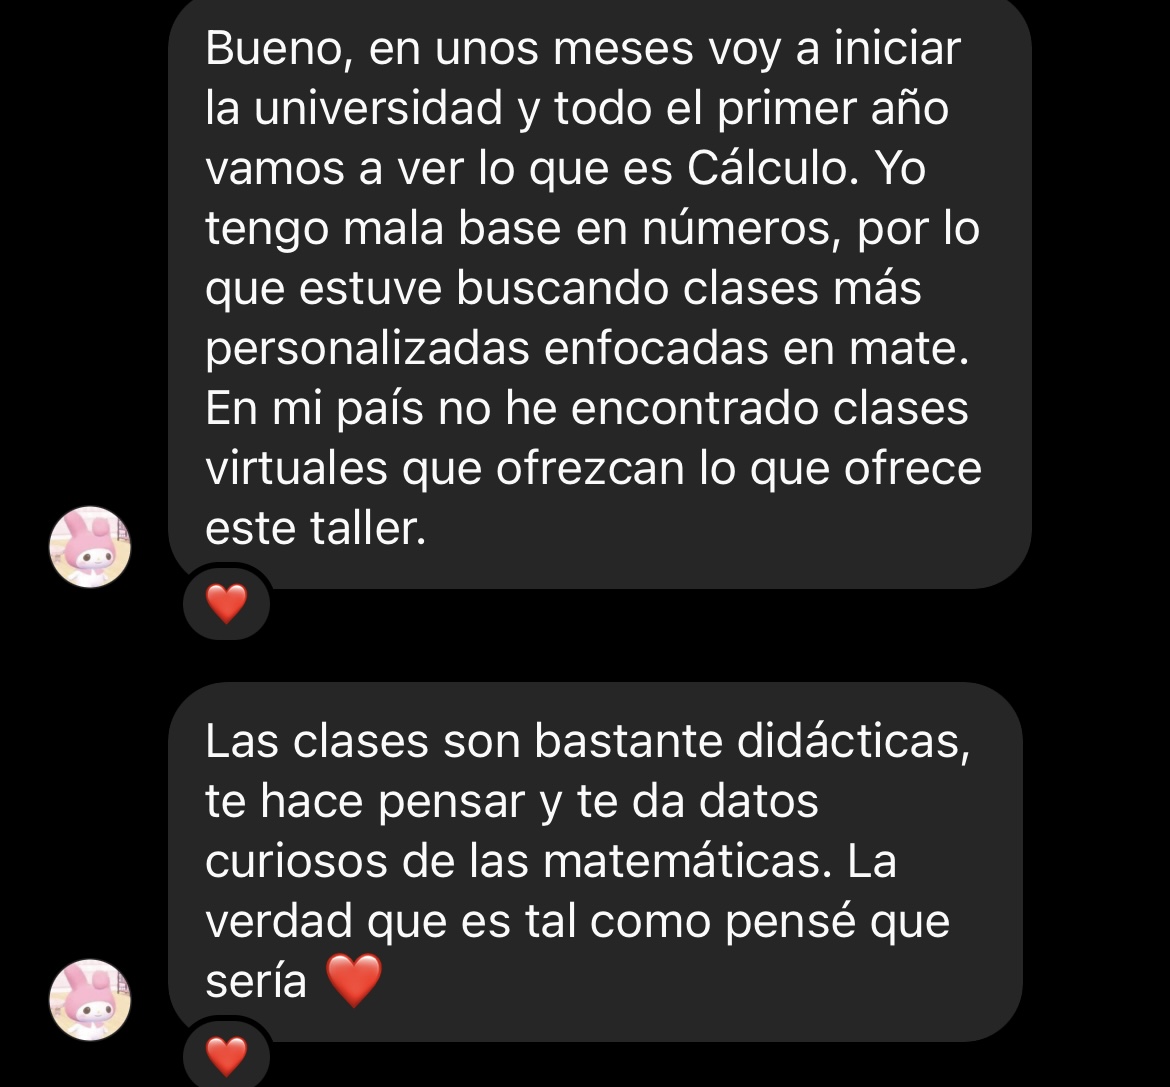 Bueno, en unos meses voy a iniciar
la universidad y todo el primer año
vamos a ver lo que es Cálculo. Yo
tengo mala base en números, por lo
que estuve buscando clases más
personalizadas enfocadas en mate.
En mi país no he encontrado clases
virtuales que ofrezcan lo que ofrece
este taller.
❤️
Las clases son bastante didácticas,
te hace pensar y te da datos
curiosos de las matemáticas. La
verdad que es tal como pensé que
sería ❤️
❤️